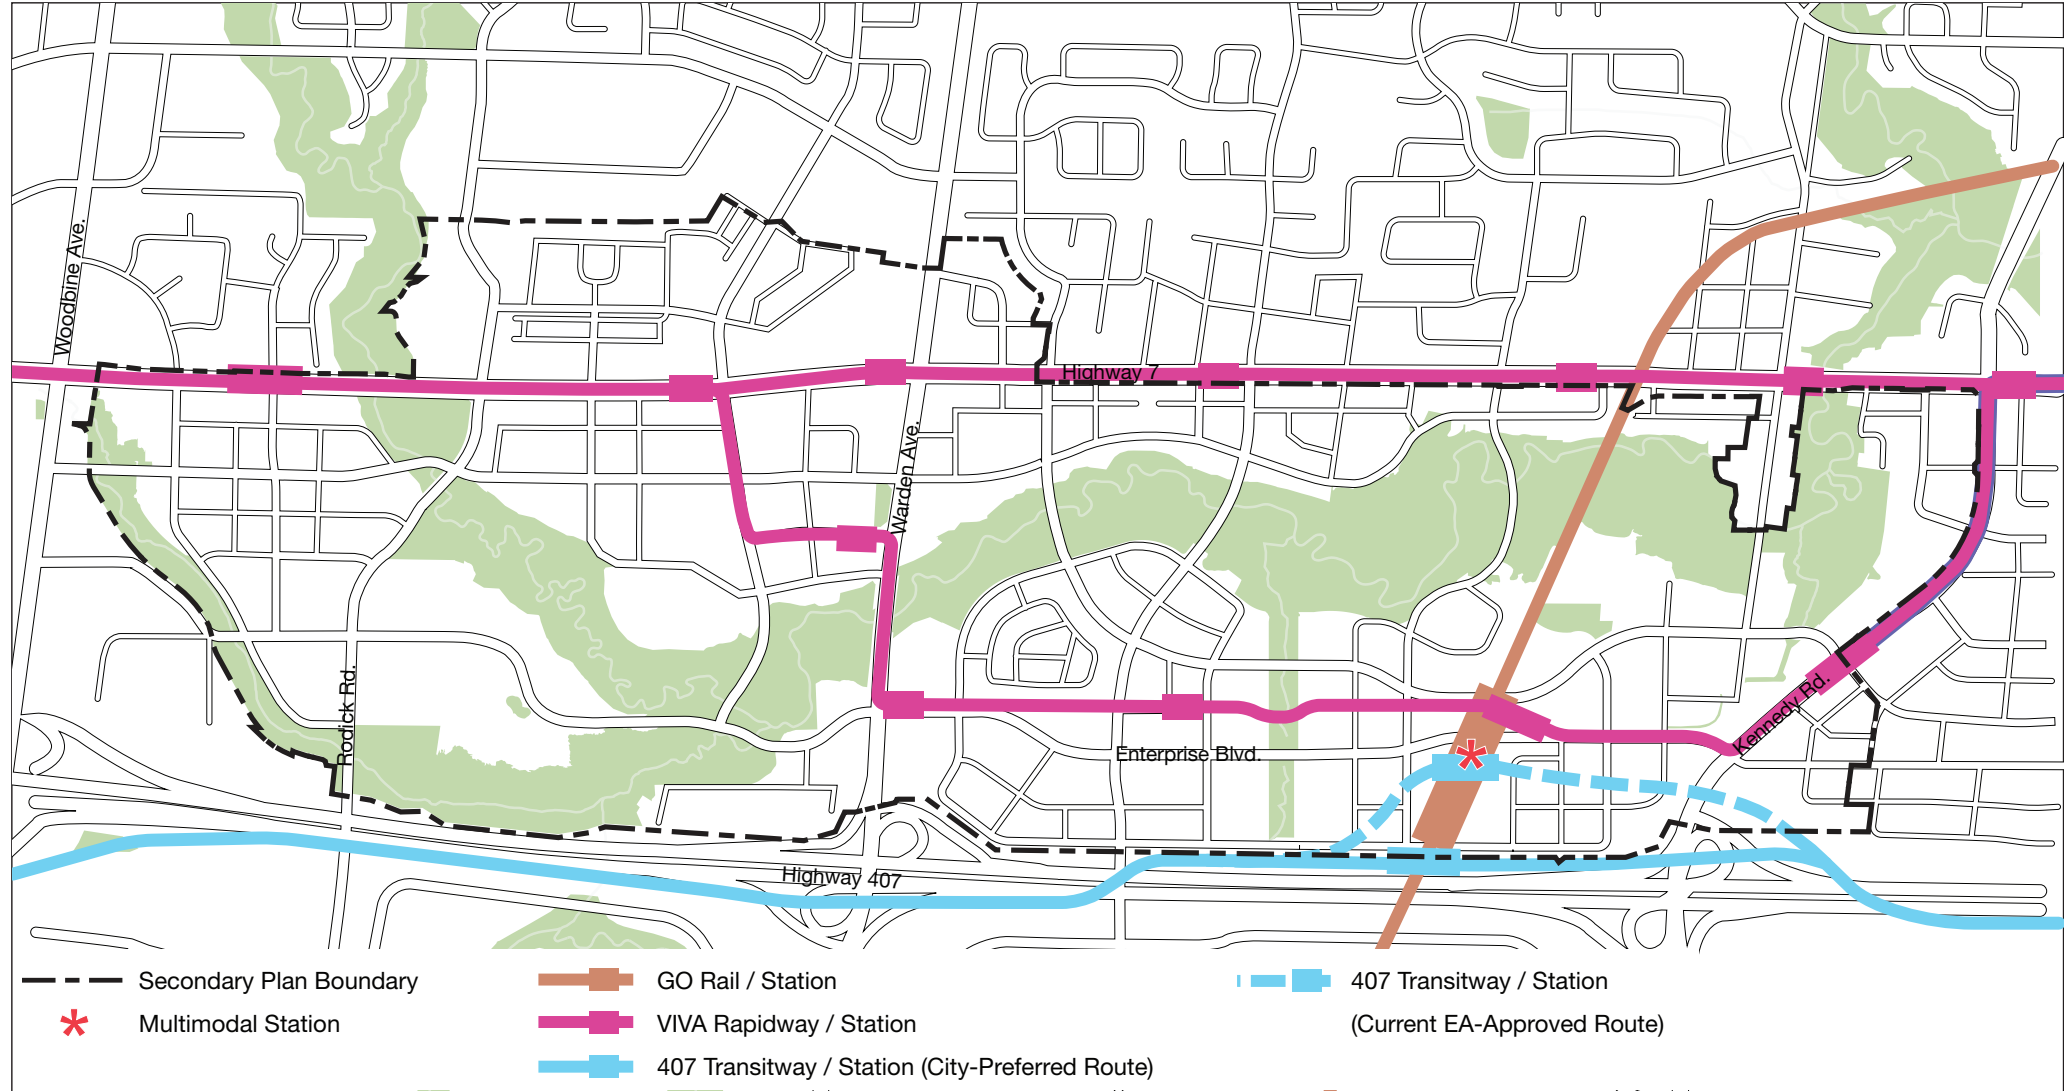 Woodbine Ave.
Highway 7
Warden Ave.
Rodick Rd.
Kennedy Rd.
Enterprise Blvd.
Highway 407
Secondary Plan Boundary
Multimodal Station
GO Rail / Station
VIVA Rapidway / Station
407 Transitway / Station (City-Preferred Route)
407 Transitway / Station
(Current EA-Approved Route)